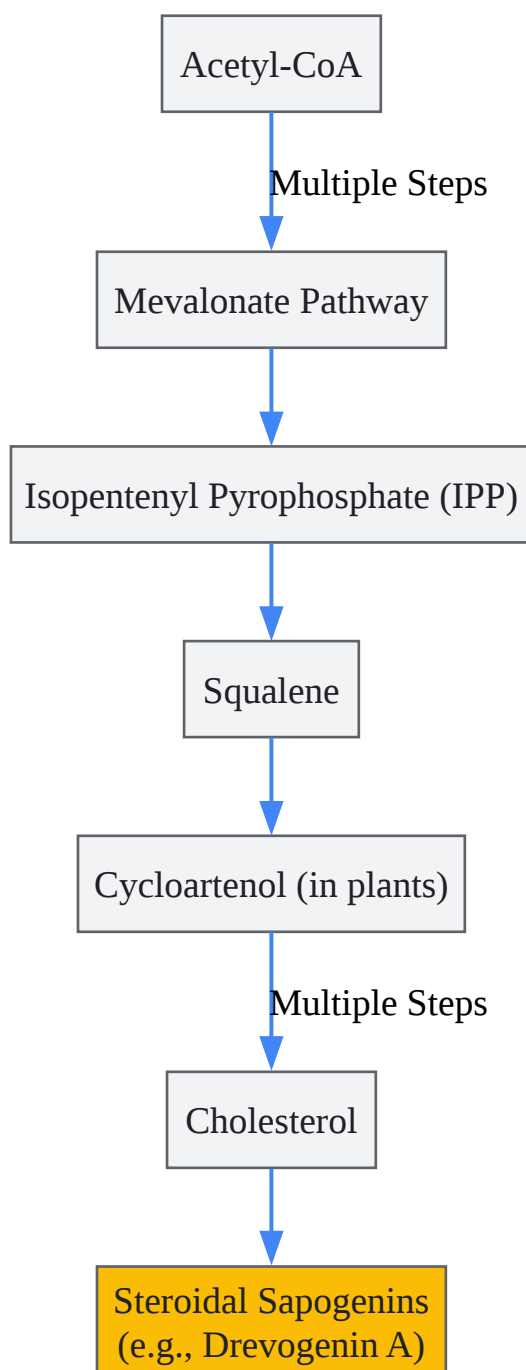 Acetyl-CoA
Multiple Steps
Mevalonate Pathway
Isopentenyl Pyrophosphate (IPP)
Squalene
Cycloartenol (in plants)
Multiple Steps
Cholesterol
Steroidal Sapogenins
(e.g., Drevogenin A)